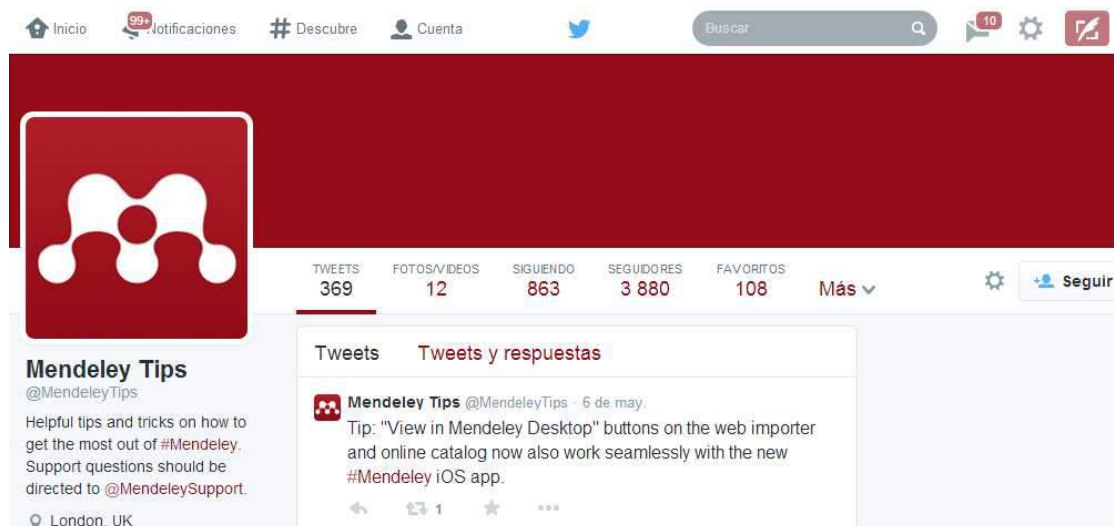 Inicio
99+
Notificaciones
Descubre
Cuenta
Buscar
10
TWEETS FOTOS/VIDEOS SIGUIENDO SEGUIDORES FAVORITOS
369 12 863 3 880 108 Más
Seguir
Mendeley Tips
@MendeleyTips
Helpful tips and tricks on how to
get the most out of #Mendeley.
Support questions should be
directed to @MendeleySupport.
London, UK
Tweets Tweets y respuestas
Mendeley Tips @MendeleyTips · 6 de may.
Tip: "View in Mendeley Desktop" buttons on the web importer
and online catalog now also work seamlessly with the new
#Mendeley iOS app.
1